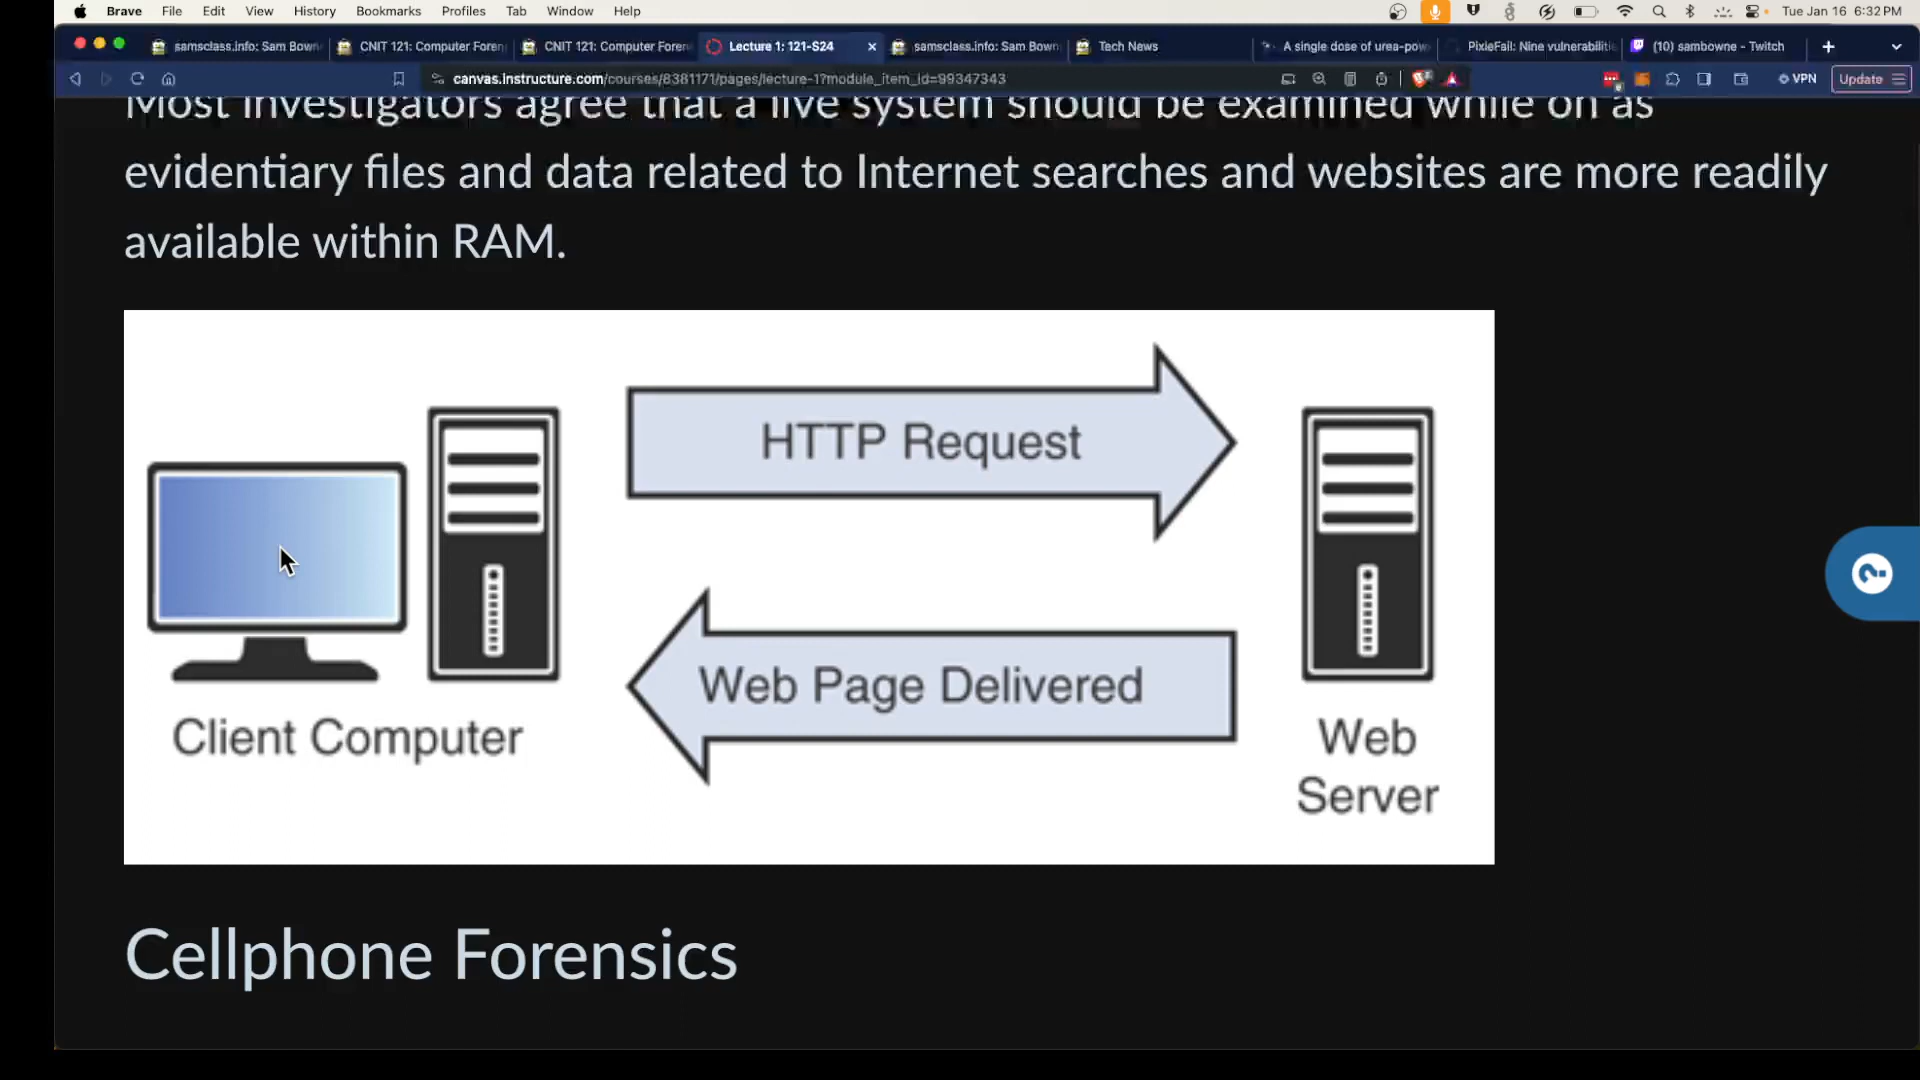 Brave File Edit View History Bookmarks Profiles Tab Window Help Tue Jan 16 6:32 PM
samsclass.info: Sam Bown CNIT 121: Computer Foren CNIT 121: Computer Foren Lecture 1: 121-S24 samsclass.info: Sam Bown Tech News A single dose of urea-pow PixieFail: Nine vulnerabiliti (10) sambowne - Twitch
canvas.instructure.com/courses/8381171/pages/lecture-1?module_item_id=99347343 VPN Update
Most investigators agree that a live system should be examined while on as
evidentiary files and data related to Internet searches and websites are more readily
available within RAM.
HTTP Request
Web Page Delivered
Client Computer
Web
Server
Cellphone Forensics